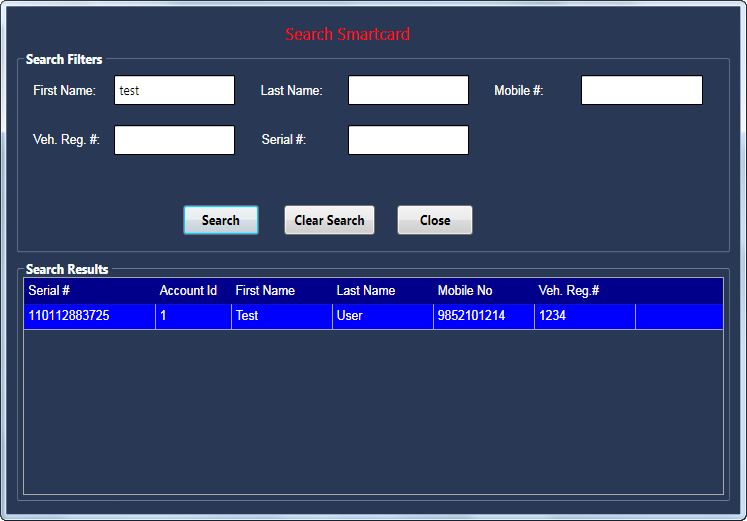 Search Smartcard
Search Filters
First Name: test Last Name: Mobile #:
Veh. Reg. #: Serial #:
Search Clear Search Close
Search Results
Serial # Account Id First Name Last Name Mobile No Veh. Reg.#
110112883725 1 Test User 9852101214 1234